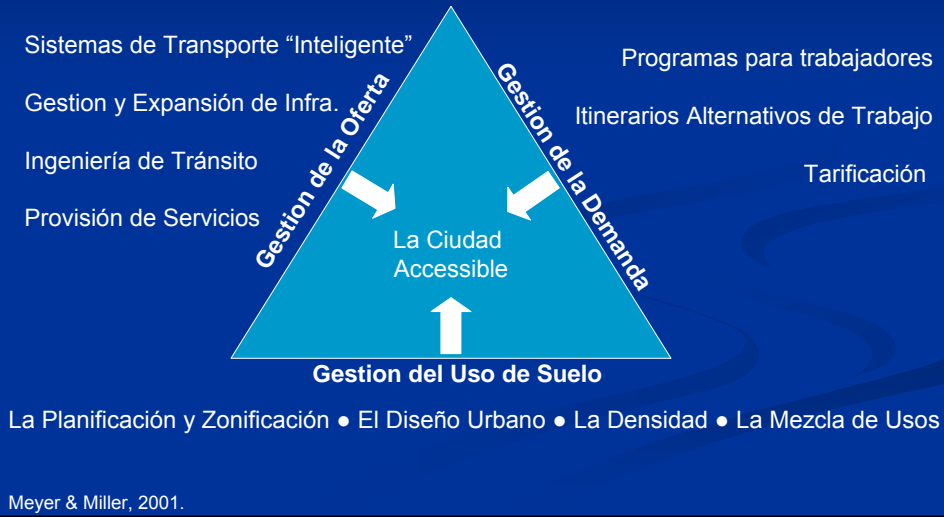 Sistemas de Transporte “Inteligente”
Gestion y Expansión de Infra.
Ingeniería de Tránsito
Provisión de Servicios
Gestion de la Oferta
Gestion de la Demanda
Programas para trabajadores
Itinerarios Alternativos de Trabajo
Tarificación
La Ciudad
Accessible
Gestion del Uso de Suelo
La Planificación y Zonificación ● El Diseño Urbano ● La Densidad ● La Mezcla de Usos
Meyer & Miller, 2001.